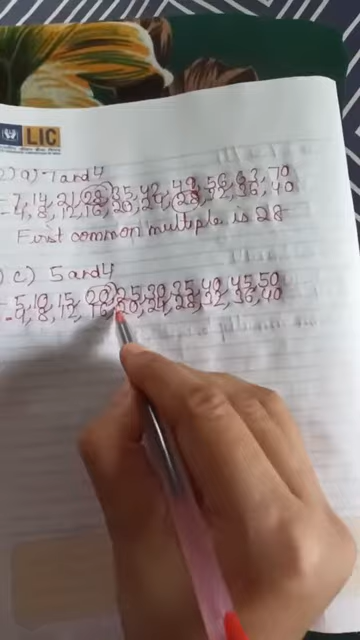 LIC
2) a) 7 and 4
- 7, 14, 21, 28, 35, 42, 49, 56, 63, 70
- 4, 8, 12, 16, 20, 24, 28, 32, 36, 40
First common multiple is 28
) c) 5 and 4
- 5, 10, 15, 20, 25, 30, 35, 40, 45, 50
- 4, 8, 12, 16, 20, 24, 28, 32, 36, 40